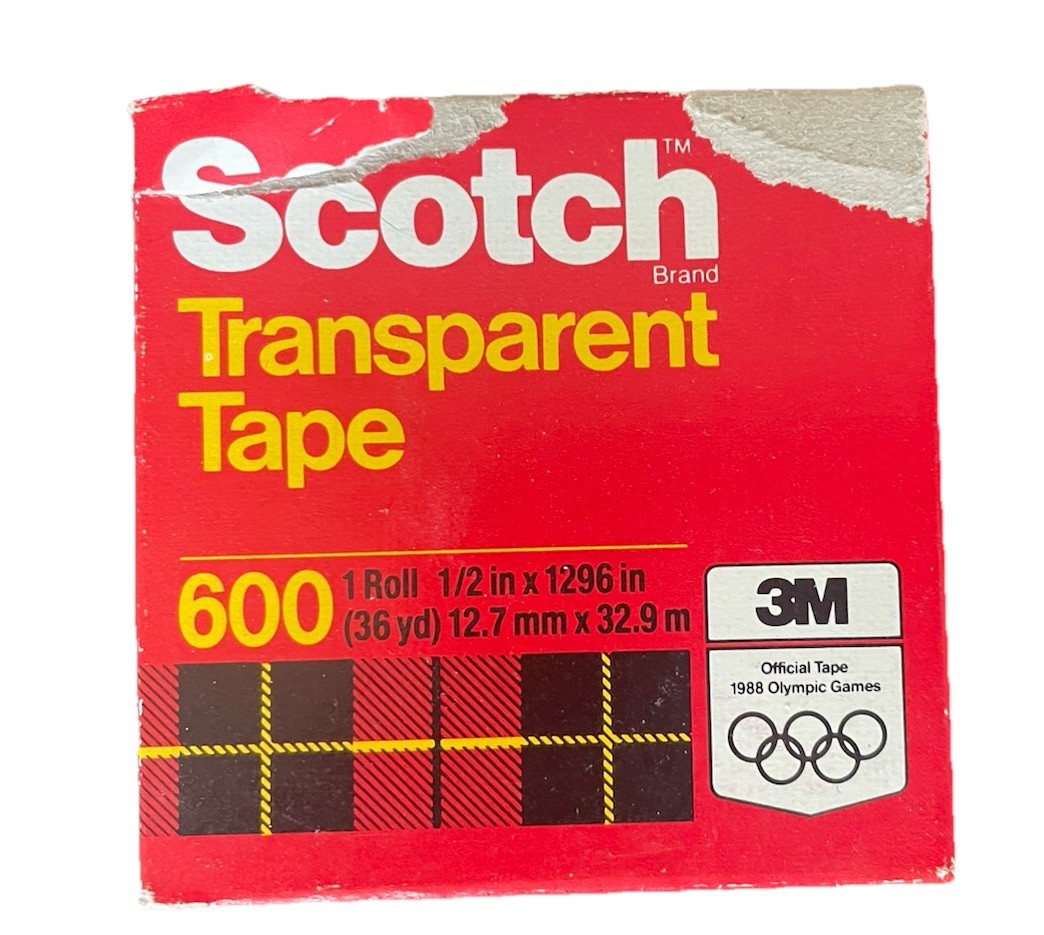 Scotch™
Brand
Transparent
Tape
600 1 Roll 1/2 in x 1296 in
(36 yd) 12.7 mm x 32.9 m
3M
Official Tape
1988 Olympic Games